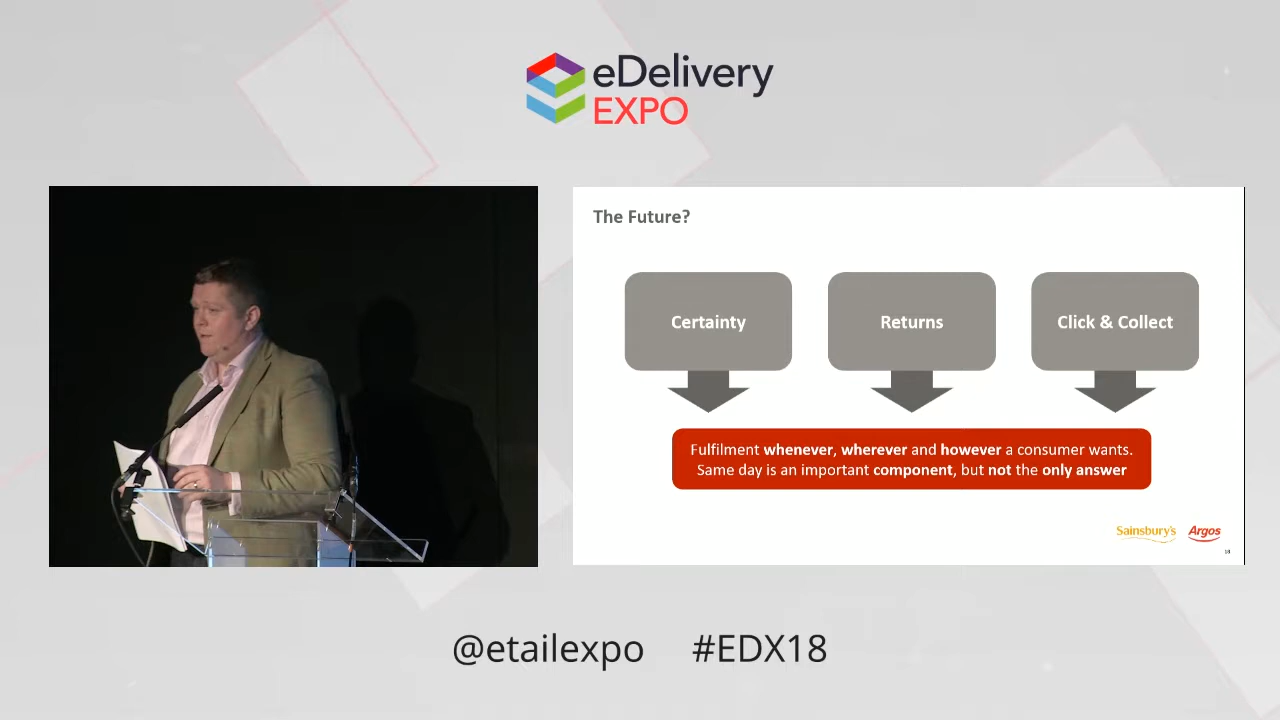 eDelivery
EXPO
The Future?
Certainty
Returns
Click & Collect
Fulfilment whenever, wherever and however a consumer wants.
Same day is an important component, but not the only answer
Sainsbury's
Argos
18
@etailexpo #EDX18